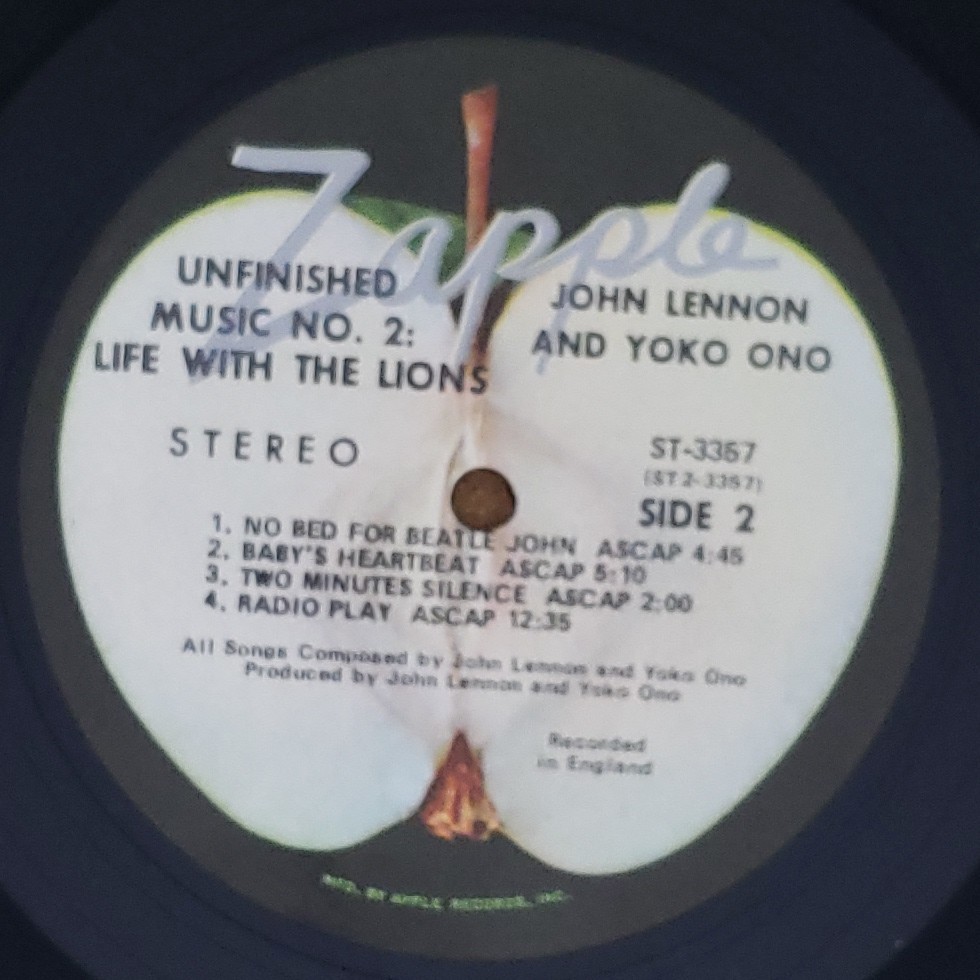 Zapple
UNFINISHED
MUSIC NO. 2:
LIFE WITH THE LIONS
JOHN LENNON
AND YOKO ONO
STEREO
ST-3357
(ST 2-3357)
SIDE 2
1. NO BED FOR BEATLE JOHN ASCAP 4:45
2. BABY'S HEARTBEAT ASCAP 5:10
3. TWO MINUTES SILENCE ASCAP 2:00
4. RADIO PLAY ASCAP 12:35
All Songs Composed by John Lennon and Yoko Ono
Produced by John Lennon and Yoko Ono
Recorded
in England
MFD. BY APPLE RECORDS, INC.